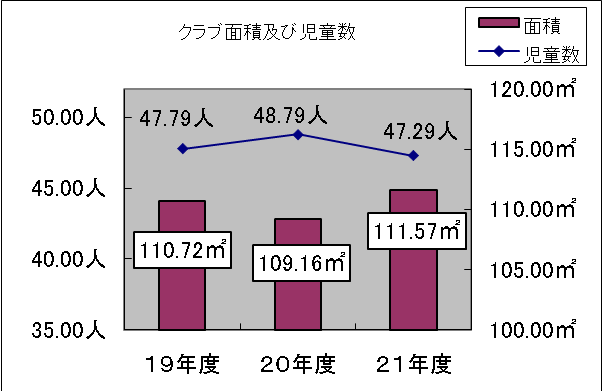 クラブ面積及び児童数
面積
児童数
50.00人
45.00人
40.00人
35.00人
47.79人
48.79人
47.29人
110.72㎡
109.16㎡
111.57㎡
120.00㎡
115.00㎡
110.00㎡
105.00㎡
100.00㎡
19年度 20年度 21年度